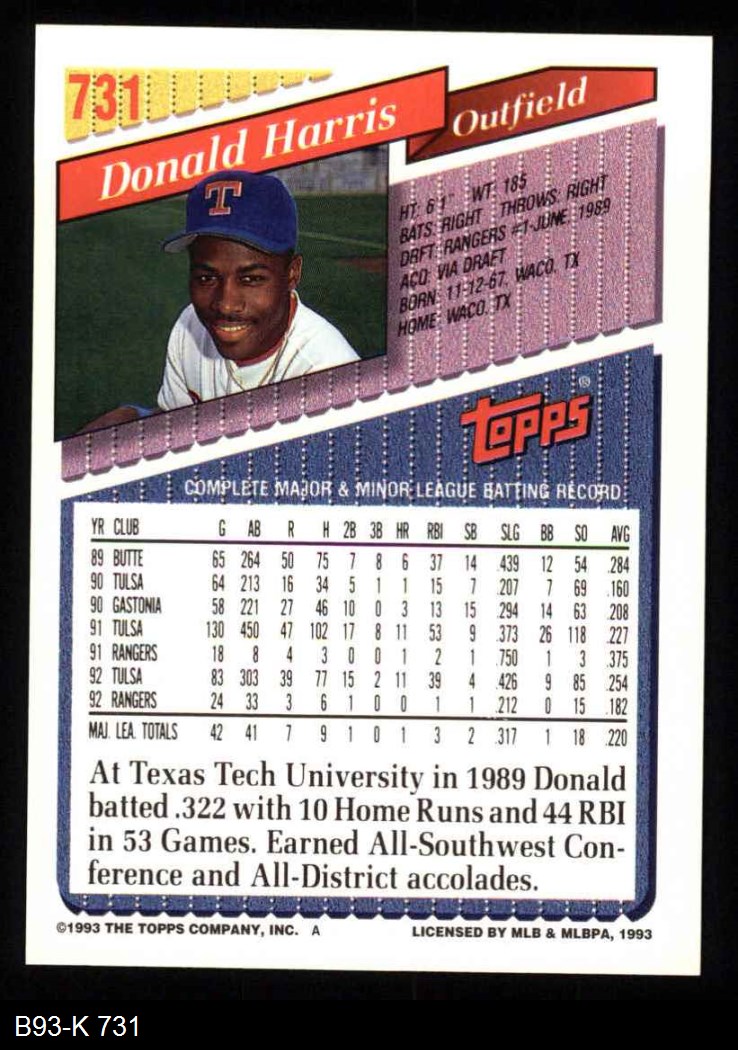 731
Donald Harris
Outfield
T
HT: 6'1" WT: 185
BATS: RIGHT THROWS: RIGHT
DRFT: RANGERS #1-JUNE, 1989
ACQ: VIA DRAFT
BORN: 11-12-67, WACO, TX
HOME: WACO, TX
TOPPS®
COMPLETE MAJOR & MINOR LEAGUE BATTING RECORD
YR CLUB G AB R H 2B 3B HR RBI SB SLG BB SO AVG
89 BUTTE 65 264 50 75 7 8 6 37 14 .439 12 54 .284
90 TULSA 64 213 16 34 5 1 1 15 7 .207 7 69 .160
90 GASTONIA 58 221 27 46 10 0 3 13 15 .294 14 63 .208
91 TULSA 130 450 47 102 17 8 11 53 9 .373 26 118 .227
91 RANGERS 18 8 4 3 0 0 1 2 1 .750 1 3 .375
92 TULSA 83 303 39 77 15 2 11 39 4 .426 9 85 .254
92 RANGERS 24 33 3 6 1 0 0 1 1 .212 0 15 .182
MAJ. LEA. TOTALS 42 41 7 9 1 0 1 3 2 .317 1 18 .220
At Texas Tech University in 1989 Donald
batted .322 with 10 Home Runs and 44 RBI
in 53 Games. Earned All-Southwest Con-
ference and All-District accolades.
©1993 THE TOPPS COMPANY, INC. A LICENSED BY MLB & MLBPA, 1993
B93-K 731